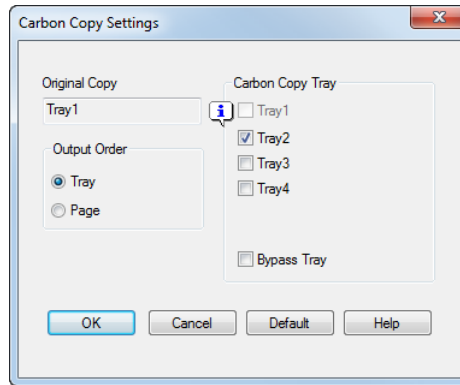 Carbon Copy Settings
Original Copy
Tray1
Output Order
Tray
Page
Carbon Copy Tray
Tray1
Tray2
Tray3
Tray4
Bypass Tray
OK
Cancel
Default
Help